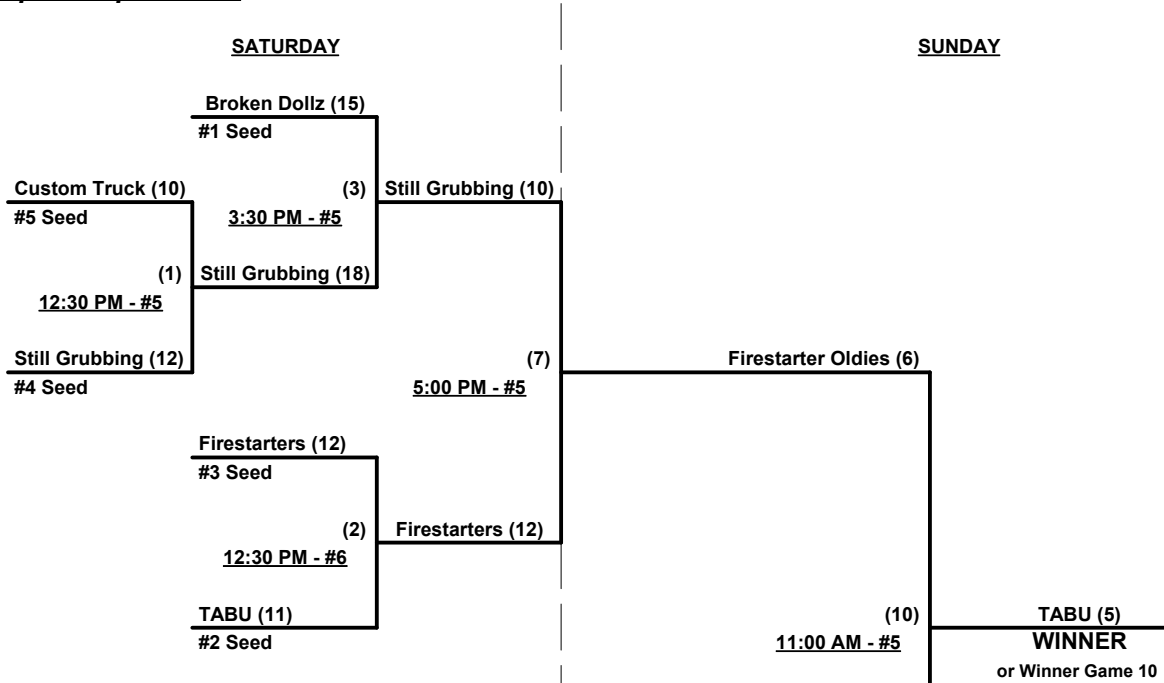 SATURDAY
SUNDAY
Broken Dollz (15)
#1 Seed
Custom Truck (10)
(3)
Still Grubbing (10)
#5 Seed
3:30 PM - #5
(1)
Still Grubbing (18)
12:30 PM - #5
Still Grubbing (12)
(7)
Firestarter Oldies (6)
#4 Seed
5:00 PM - #5
Firestarters (12)
#3 Seed
(2)
Firestarters (12)
12:30 PM - #6
TABU (11)
(10)
TABU (5)
#2 Seed
11:00 AM - #5
WINNER
or Winner Game 10